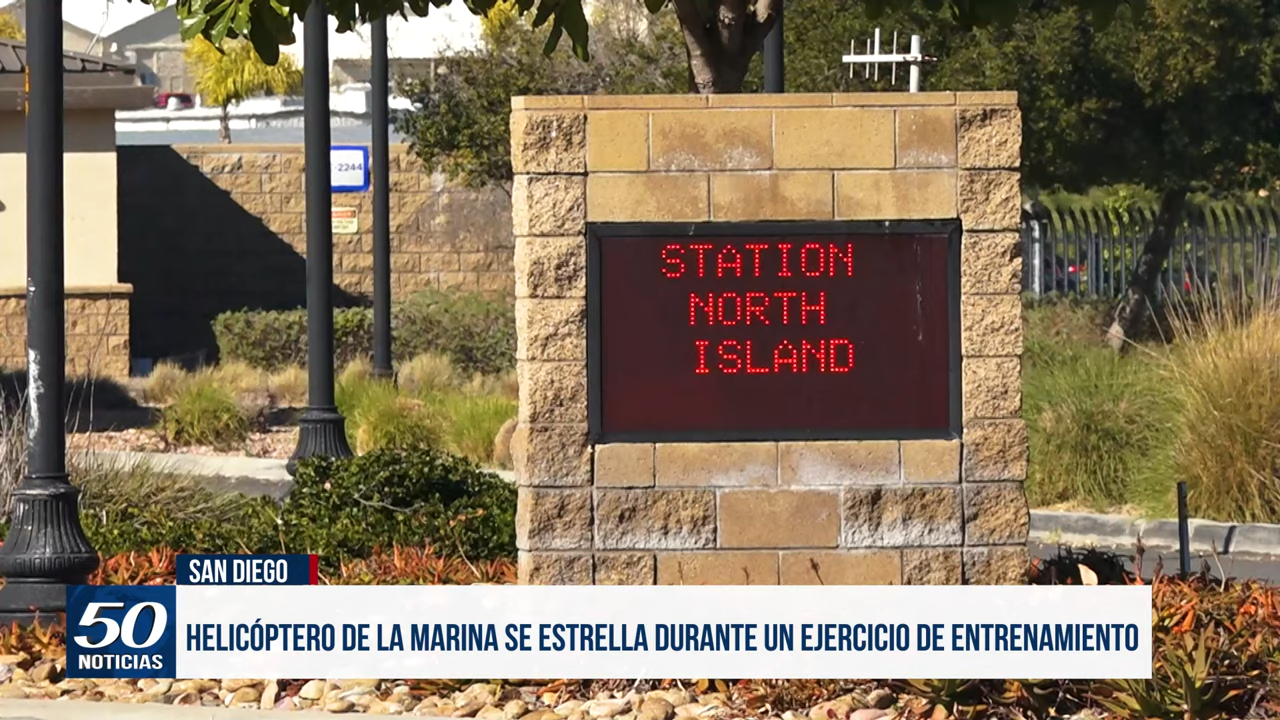 -2244
STATION
NORTH
ISLAND
SAN DIEGO
50
NOTICIAS
HELICÓPTERO DE LA MARINA SE ESTRELLA DURANTE UN EJERCICIO DE ENTRENAMIENTO